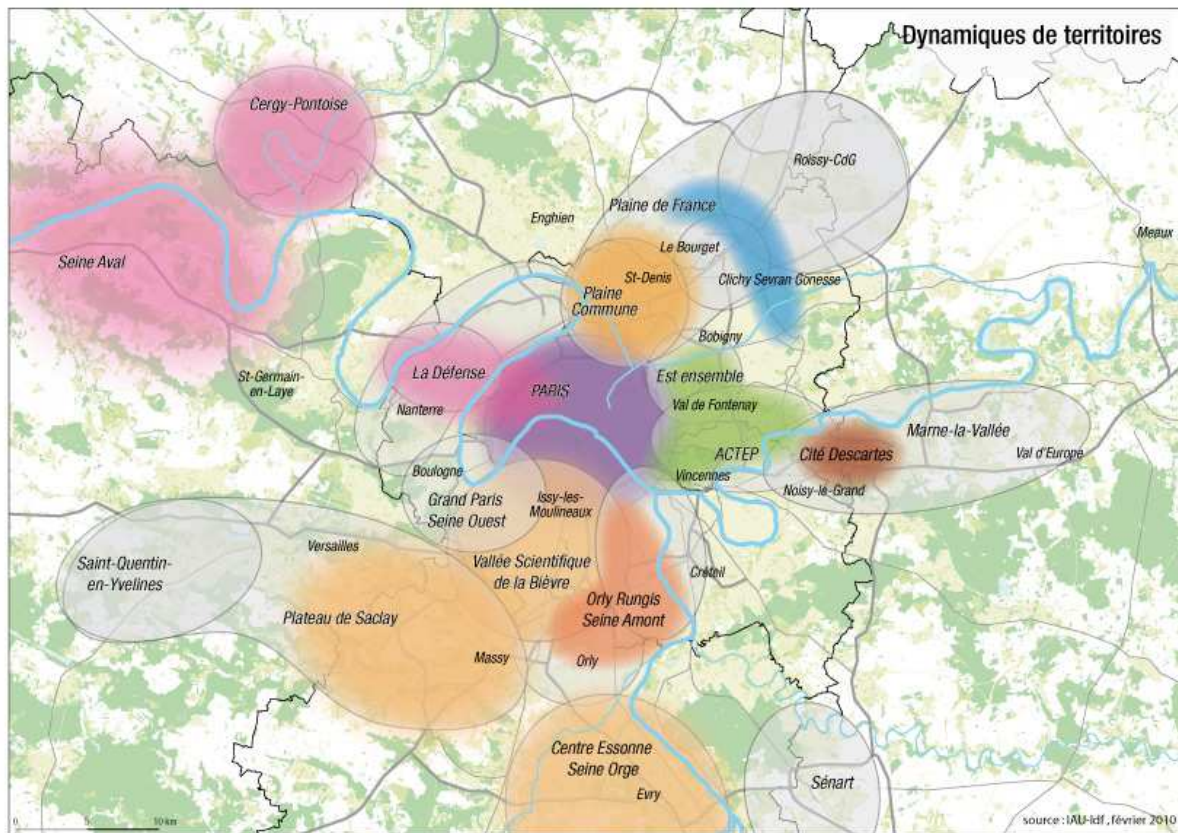 Dynamiques de territoires
Cergy-Pontoise
Roissy-CdG
Plaine de France
Enghien
Meaux
Le Bourget
Seine Aval
St-Denis
Clichy Sevran Gonesse
Plaine
Commune
Bobigny
La Défense
St-Germain-
en-Laye
Est ensemble
PARIS
Nanterre
Val de Fontenay
Marne-la-Vallée
ACTEP
Cité Descartes
Val d'Europe
Boulogne
Vincennes
Noisy-le-Grand
Grand Paris
Seine Ouest
Issy-les-
Moulineaux
Versailles
Saint-Quentin-
en-Yvelines
Vallée Scientifique
de la Bièvre
Créteil
Plateau de Saclay
Orly Rungis
Seine Amont
Massy
Orly
Centre Essonne
Seine Orge
Sénart
Evry
0 5 10 km
source : IAU-Idf , février 2010